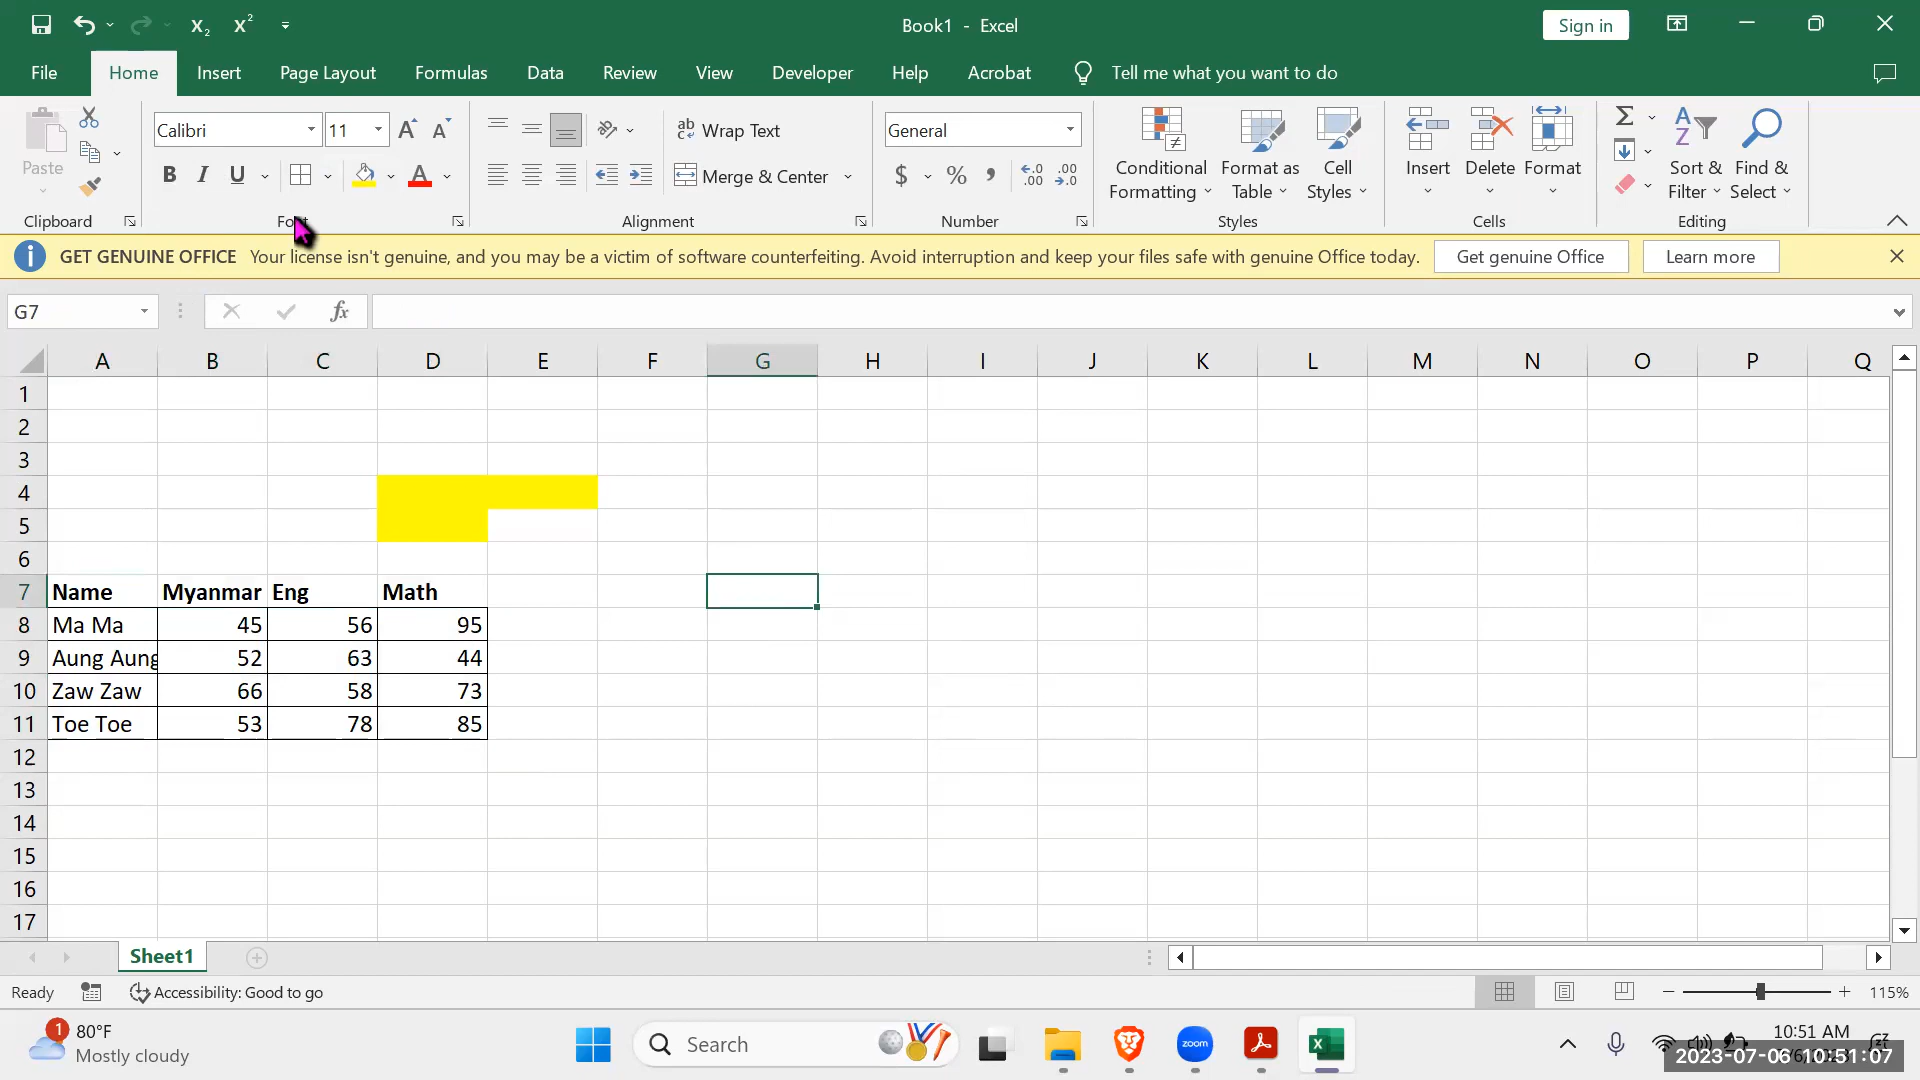 X₂ X² Book1 - Excel Sign in
File Home Insert Page Layout Formulas Data Review View Developer Help Acrobat Tell me what you want to do
Paste Calibri 11 Wrap Text General Conditional Formatting Format as Table Cell Styles Insert Delete Format Sort & Filter Find & Select
B I U A Merge & Center $ % ,
Clipboard Font Alignment Number Styles Cells Editing
GET GENUINE OFFICE Your license isn't genuine, and you may be a victim of software counterfeiting. Avoid interruption and keep your files safe with genuine Office today. Get genuine Office Learn more
G7 fx
A B C D E F G H I J K L M N O P Q
1
2
3
4
5
6
7 Name Myanmar Eng Math
8 Ma Ma 45 56 95
9 Aung Aung 52 63 44
10 Zaw Zaw 66 58 73
11 Toe Toe 53 78 85
12
13
14
15
16
17
Sheet1
Ready Accessibility: Good to go 115%
1 80°F Search zoom 10:51 AM
Mostly cloudy 2023-07-06 10:51:07